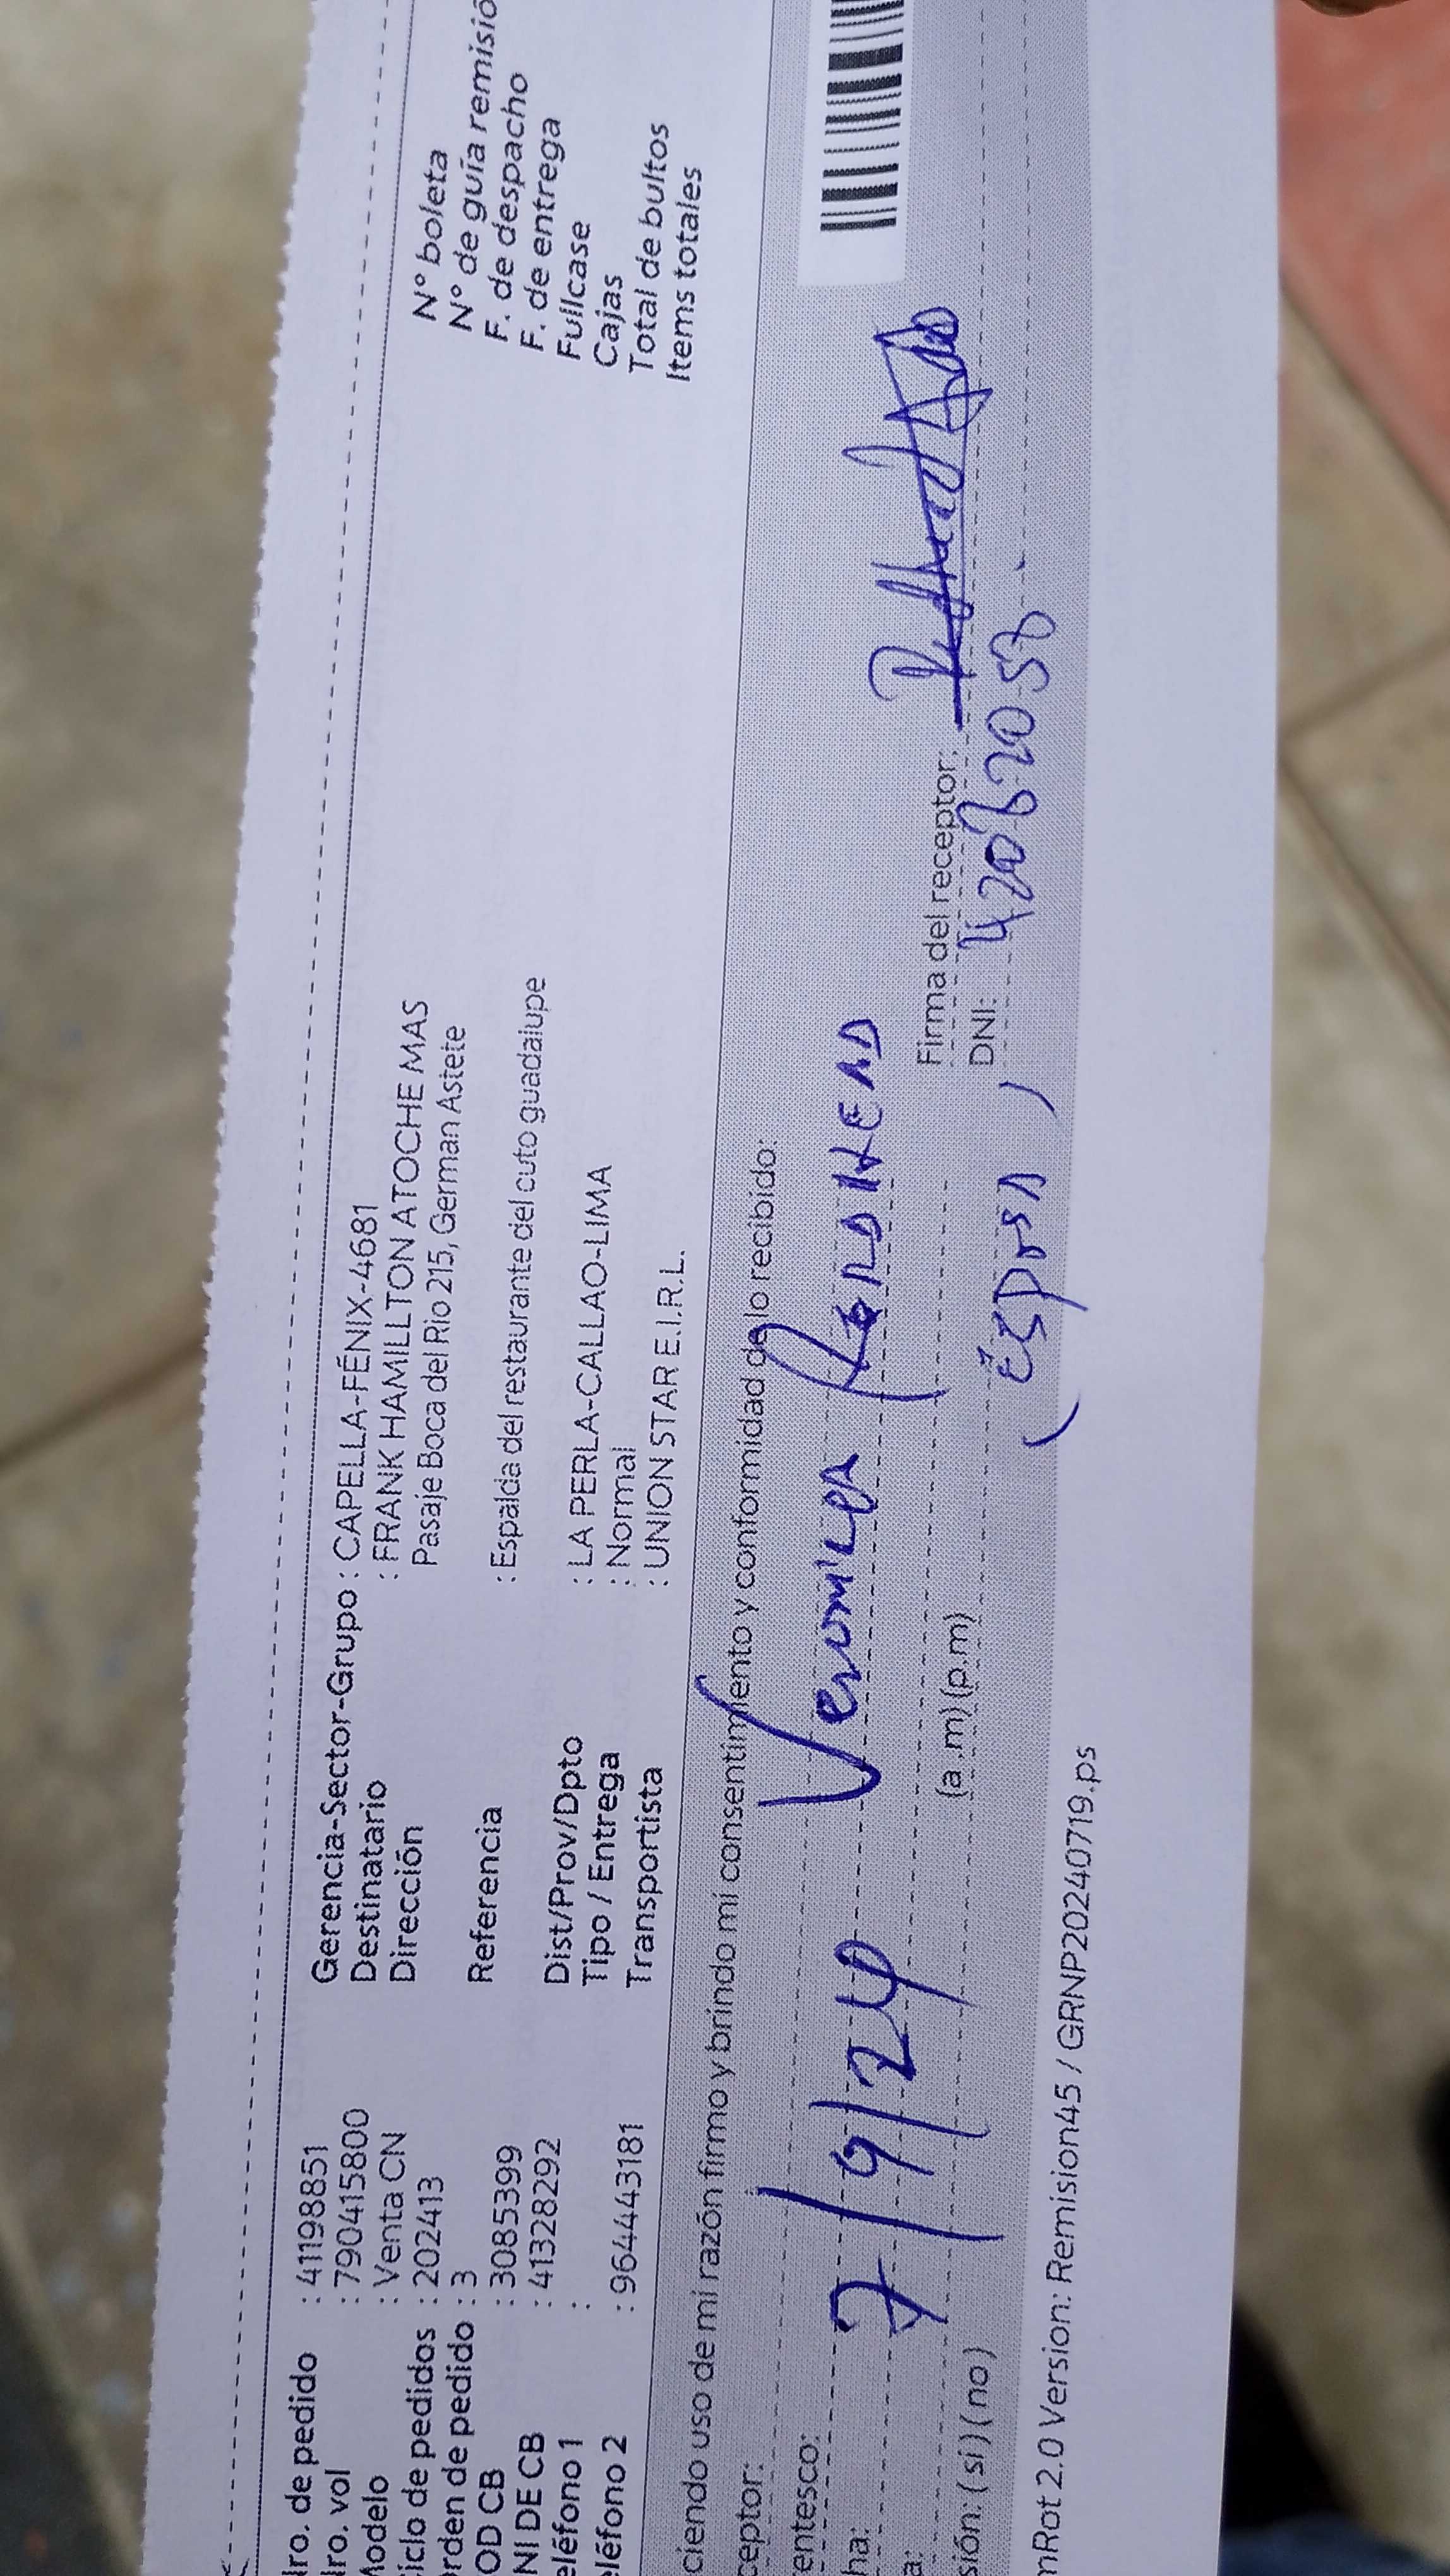 Nro. de pedido : 41198851
Nro. vol : 790415800
Modelo : Venta CN
Ciclo de pedidos : 202413
Orden de pedido : 3
COD CB : 3085399
DNI DE CB : 41328292
Teléfono 1 :
Teléfono 2 : 964443181
Gerencia-Sector-Grupo : CAPELLA-FÉNIX-4681
Destinatario : FRANK HAMILLTON ATOCHE MAS
Dirección Pasaje Boca del Rio 215, German Astete
Referencia : Espalda del restaurante del cuto guadalupe
Dist/Prov/Dpto : LA PERLA-CALLAO-LIMA
Tipo / Entrega : Normal
Transportista : UNION STAR E.I.R.L.
N° boleta
N° de guía remisió
F. de despacho
F. de entrega
Fullcase
Cajas
Total de bultos
Items totales
ciendo uso de mi razón firmo y brindo mi consentimiento y conformidad de lo recibido:
ceptor:
entesco:
Veronica
ha: 7/9/24
a: (a .m) (p.m)
Firma del receptor:
sión: (si) (no)
(Esposa)
DNI: 42062058
mRot 2.0 Version: Remision45 / GRNP20240719.ps